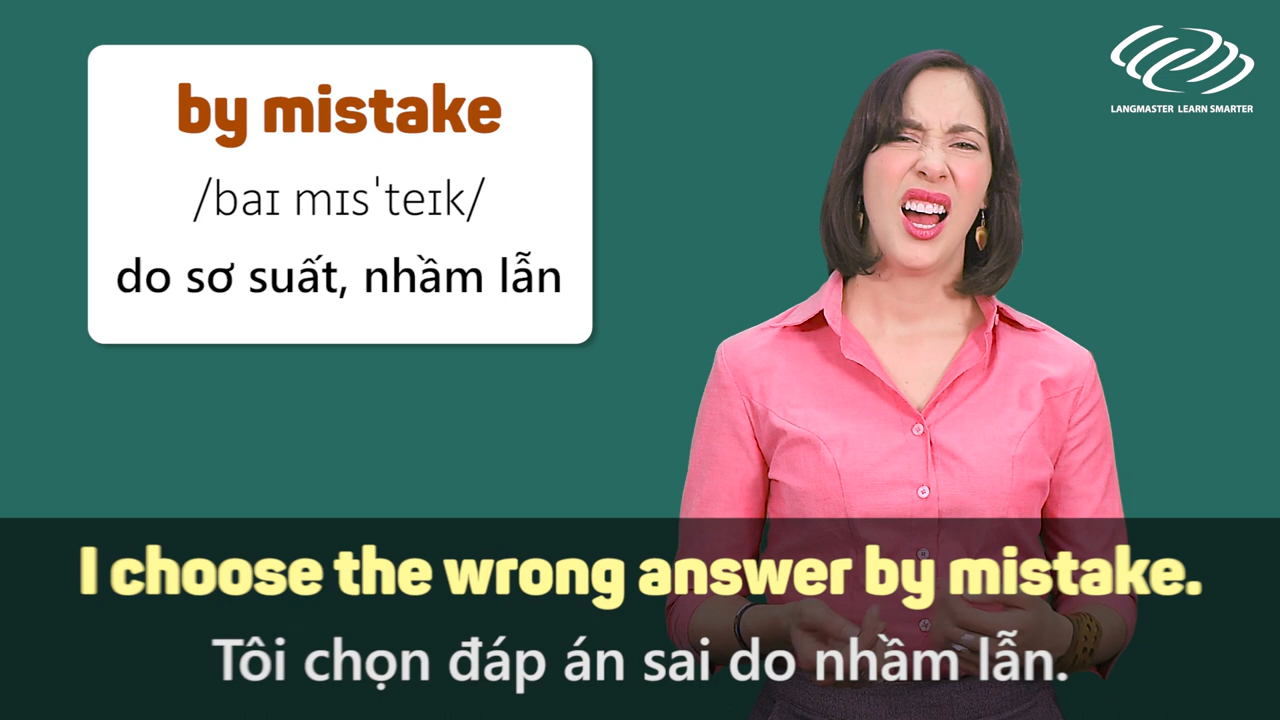 by mistake
/baɪ mɪsˈteɪk/
do sơ suất, nhầm lẫn
LANGMASTER LEARN SMARTER
I choose the wrong answer by mistake.
Tôi chọn đáp án sai do nhầm lẫn.